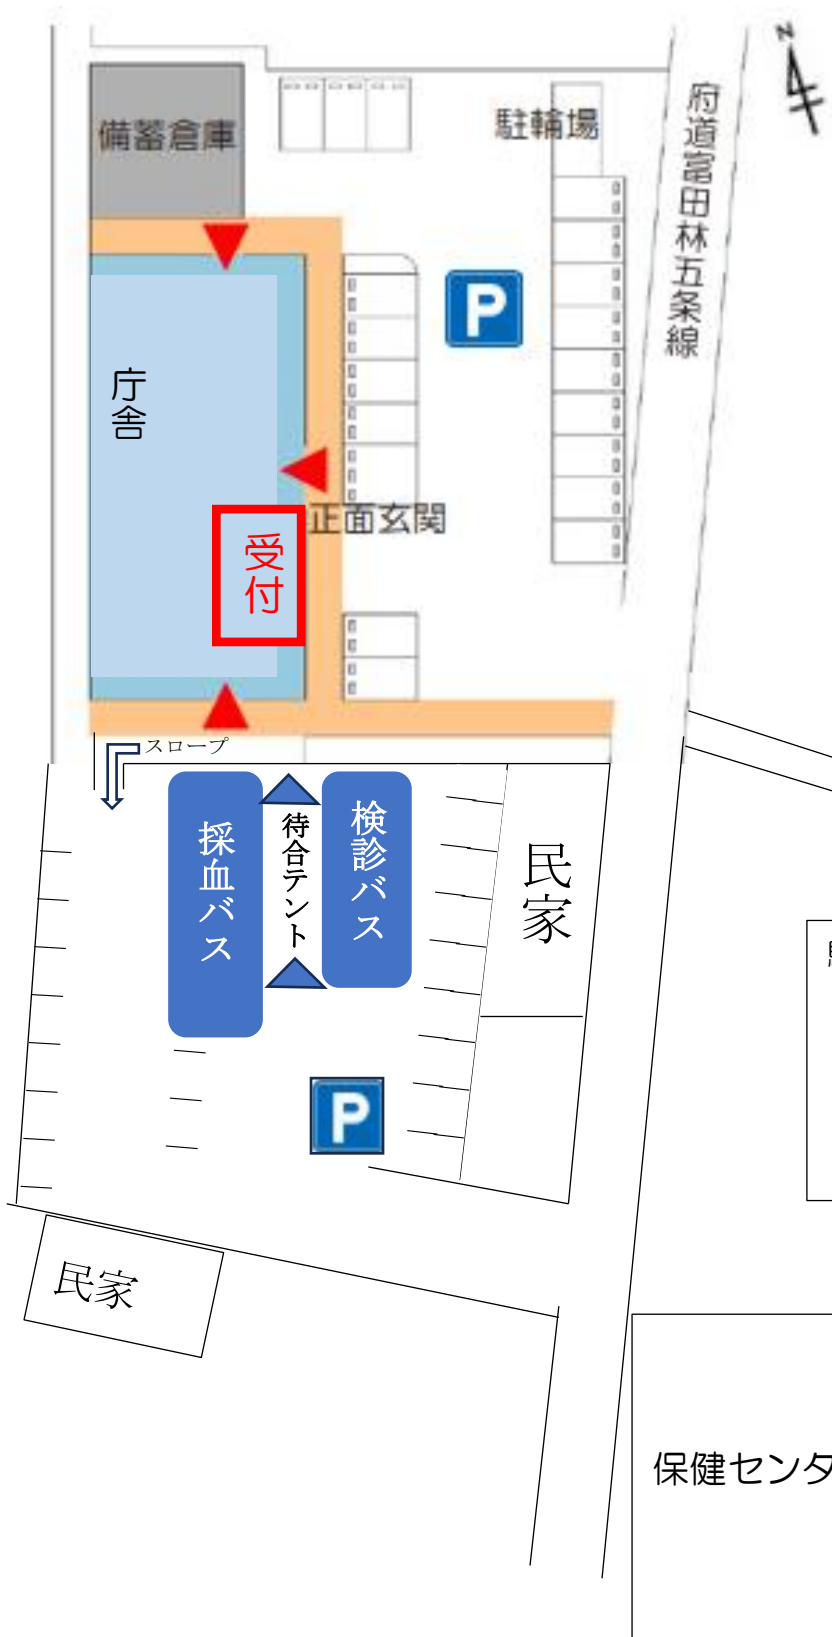 N
備蓄倉庫
駐輪場
府道富田林五条線
P
庁舎
正面玄関
受付
スロープ
採血バス
待合テント
検診バス
民家
P
民家
保健センタ